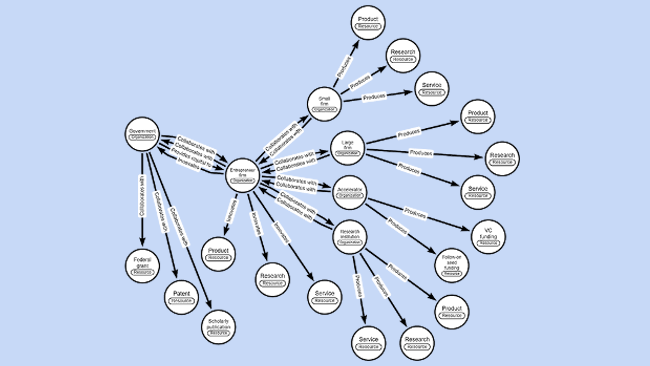 Product
Resource
Research
Resource
Service
Resource
Produces
Produces
Produces
Small
firm
Organization
Government
Organization
Collaborates with
Collaborates with
Provides capital to
Innovates
Collaborates with
Collaborates with
Entrepreneur
firm
Organization
Collaborates with
Collaborates with
Large
firm
Organization
Produces
Produces
Produces
Product
Resource
Research
Resource
Service
Resource
Collaborates with
Collaborates with
Accelerator
Organization
Produces
Produces
VC
funding
Resource
Follow-on
seed
funding
Resource
Collaborates with
Collaborates with
Research
institution
Organization
Produces
Produces
Produces
Product
Resource
Research
Resource
Service
Resource
Collaborates with
Collaborates with
Collaborates with
Federal
grant
Resource
Patent
Resource
Scholarly
publication
Resource
Innovates
Innovates
Innovates
Product
Resource
Research
Resource
Service
Resource